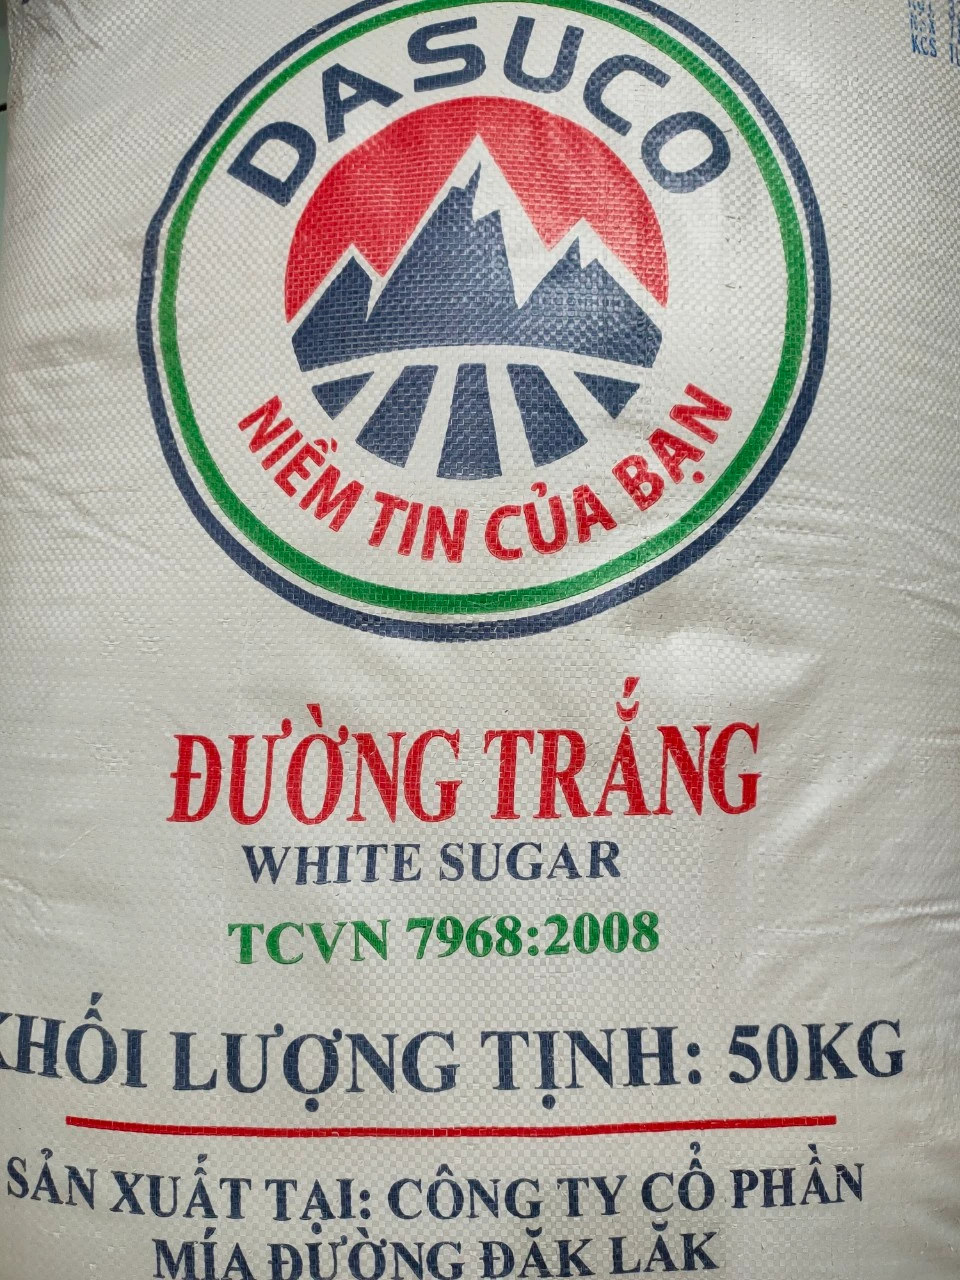 DASUCO
NIỀM TIN CỦA BẠN
ĐƯỜNG TRẮNG
WHITE SUGAR
TCVN 7968:2008
KHỐI LƯỢNG TỊNH: 50KG
SẢN XUẤT TẠI: CÔNG TY CỔ PHẦN
MÍA ĐƯỜNG ĐĂK LĂK
KCS